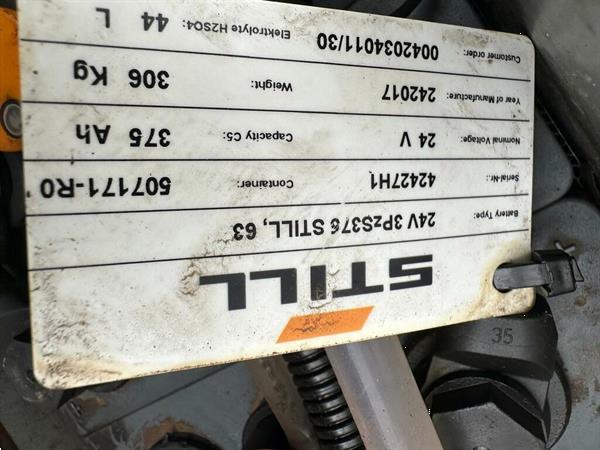 STILL
Battery Type: 24V 3PzS375 STILL, 63
Serial-Nr.: 42427H1 Container: 507171-R0
Nominal Voltage: 24 V Capacity C5: 375 Ah
Year of Manufacture: 242017 Weight: 306 Kg
Customer order: 0042034011/30 Elektrolyte H2SO4: 44 L
35